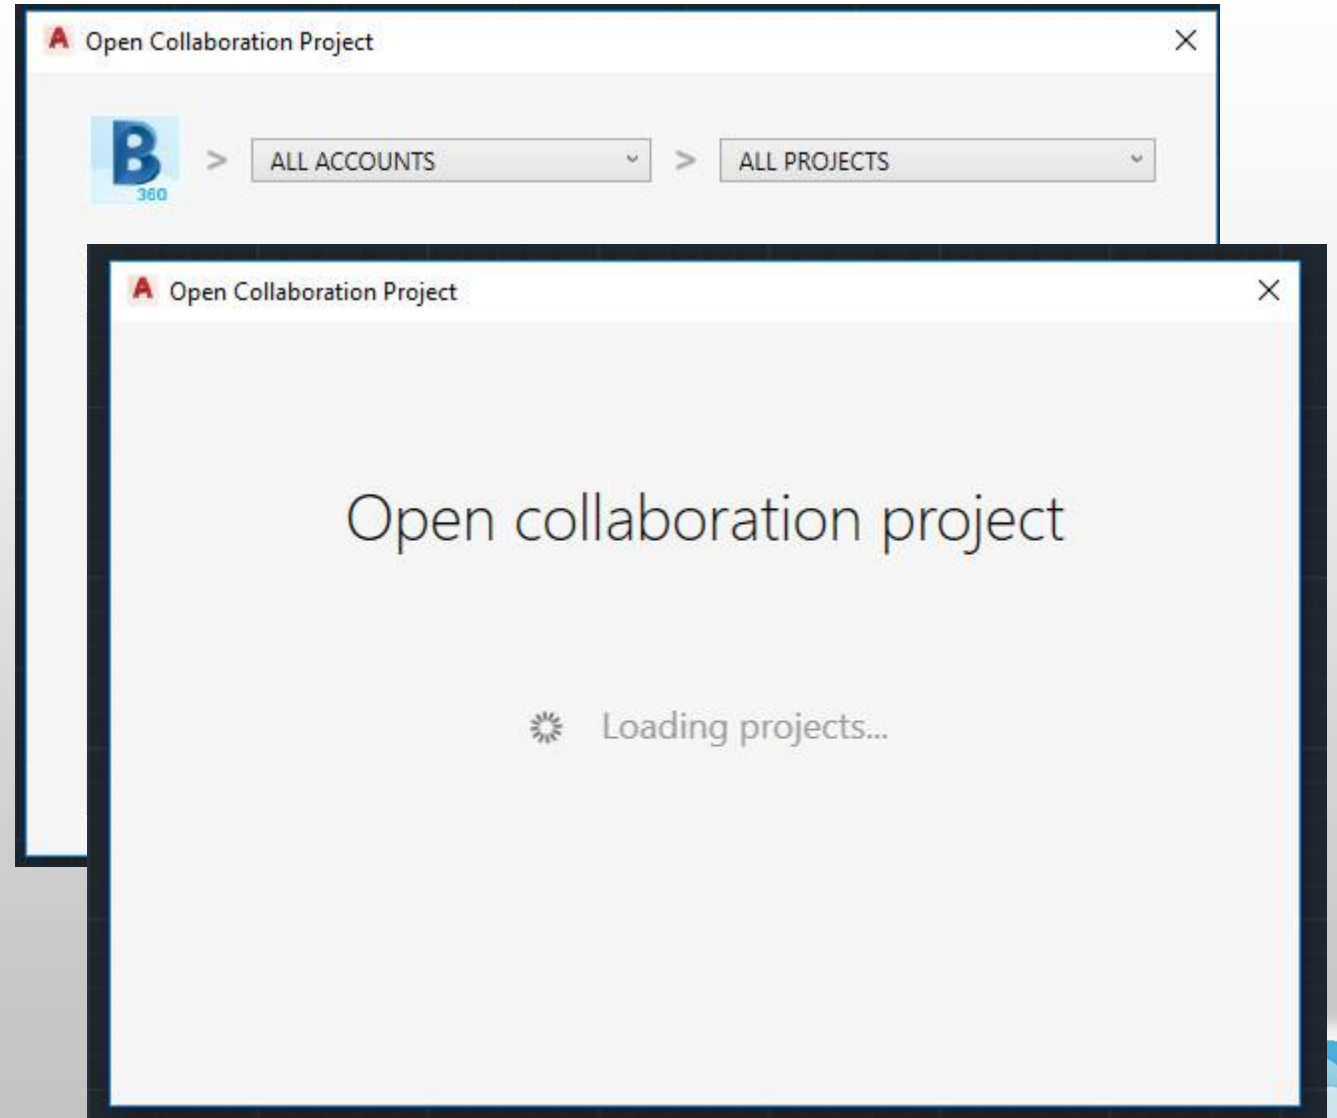 A Open Collaboration Project
B 360 > ALL ACCOUNTS > ALL PROJECTS
A Open Collaboration Project
Open collaboration project
Loading projects...